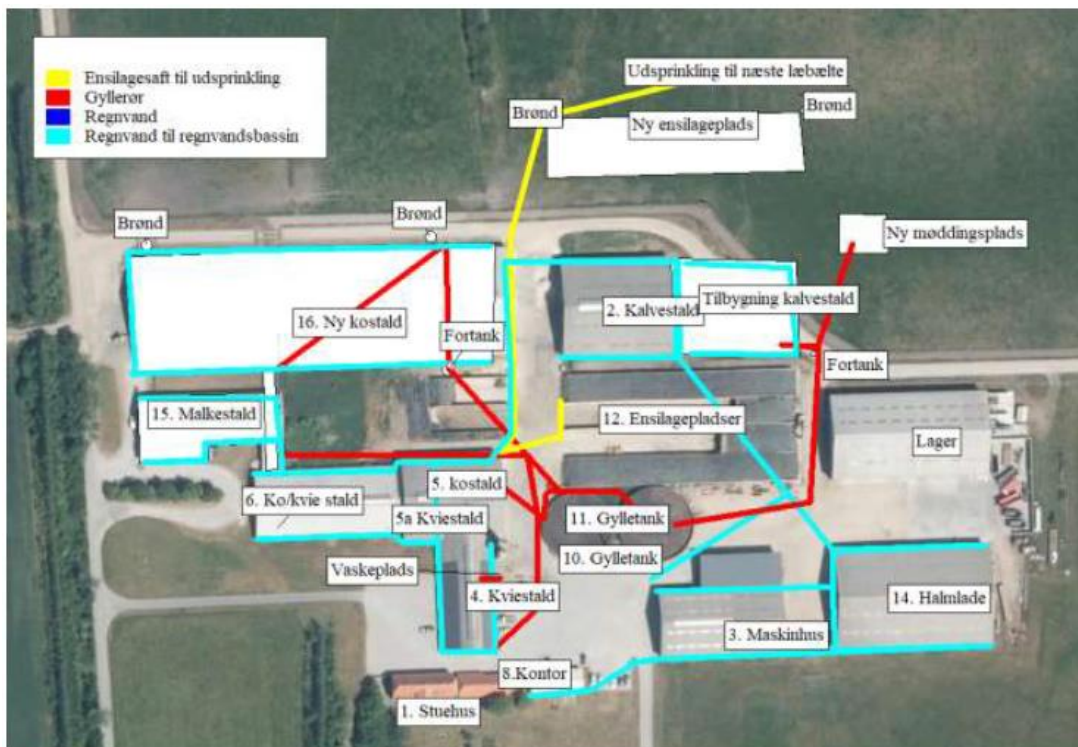 Ensilagesaft til udsprinkling
Gyllerør
Regnvand
Regnvand til regnvandsbassin
Udsprinkling til næste læbælte
Brønd
Brønd
Ny ensilageplads
Brønd
Brønd
Ny møddingsplads
2. Kalvestald
Tilbygning kalvestald
16. Ny kostald
Fortank
Fortank
15. Malkestald
12. Ensilagepladser
Lager
5. kostald
6. Ko/kvie stald
5a Kviestald
11. Gylletank
10. Gylletank
Vaskeplads
4. Kviestald
14. Halmlade
3. Maskinhus
8.Kontor
1. Stuehus